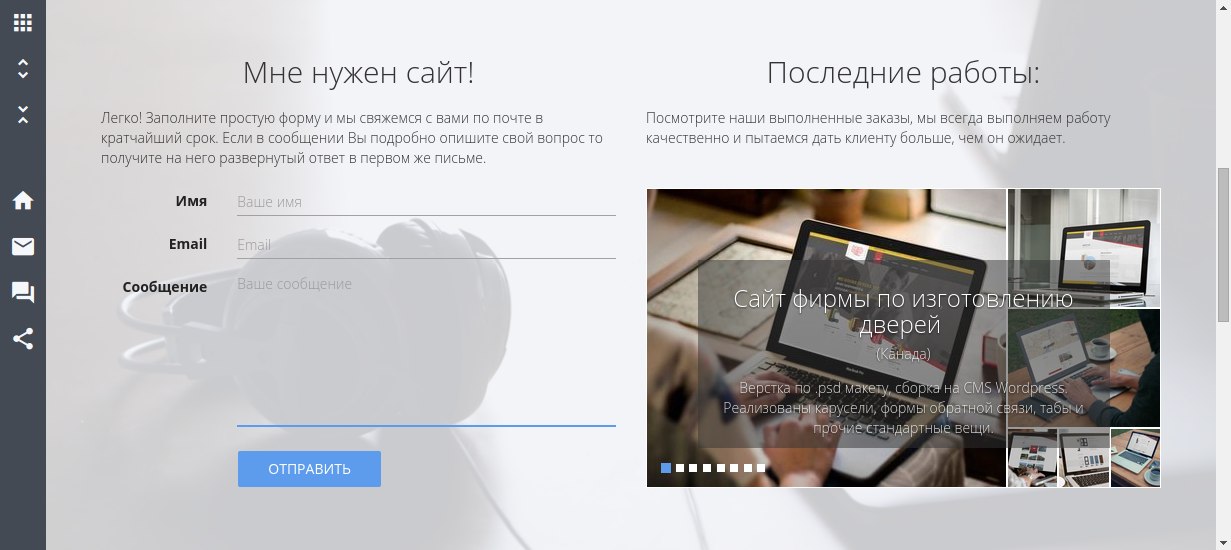 Мне нужен сайт!
Легко! Заполните простую форму и мы свяжемся с вами по почте в
кратчайший срок. Если в сообщении Вы подробно опишите свой вопрос то
получите на него развернутый ответ в первом же письме.
Имя
Ваше имя
Email
Email
Сообщение
Ваше сообщение
ОТПРАВИТЬ
Последние работы:
Посмотрите наши выполненные заказы, мы всегда выполняем работу
качественно и пытаемся дать клиенту больше, чем он ожидает.
Сайт фирмы по изготовлению
дверей
(Канада)
Верстка по .psd макету, сборка на CMS Wordpress.
Реализованы карусели, формы обратной связи, табы и
прочие стандартные вещи.